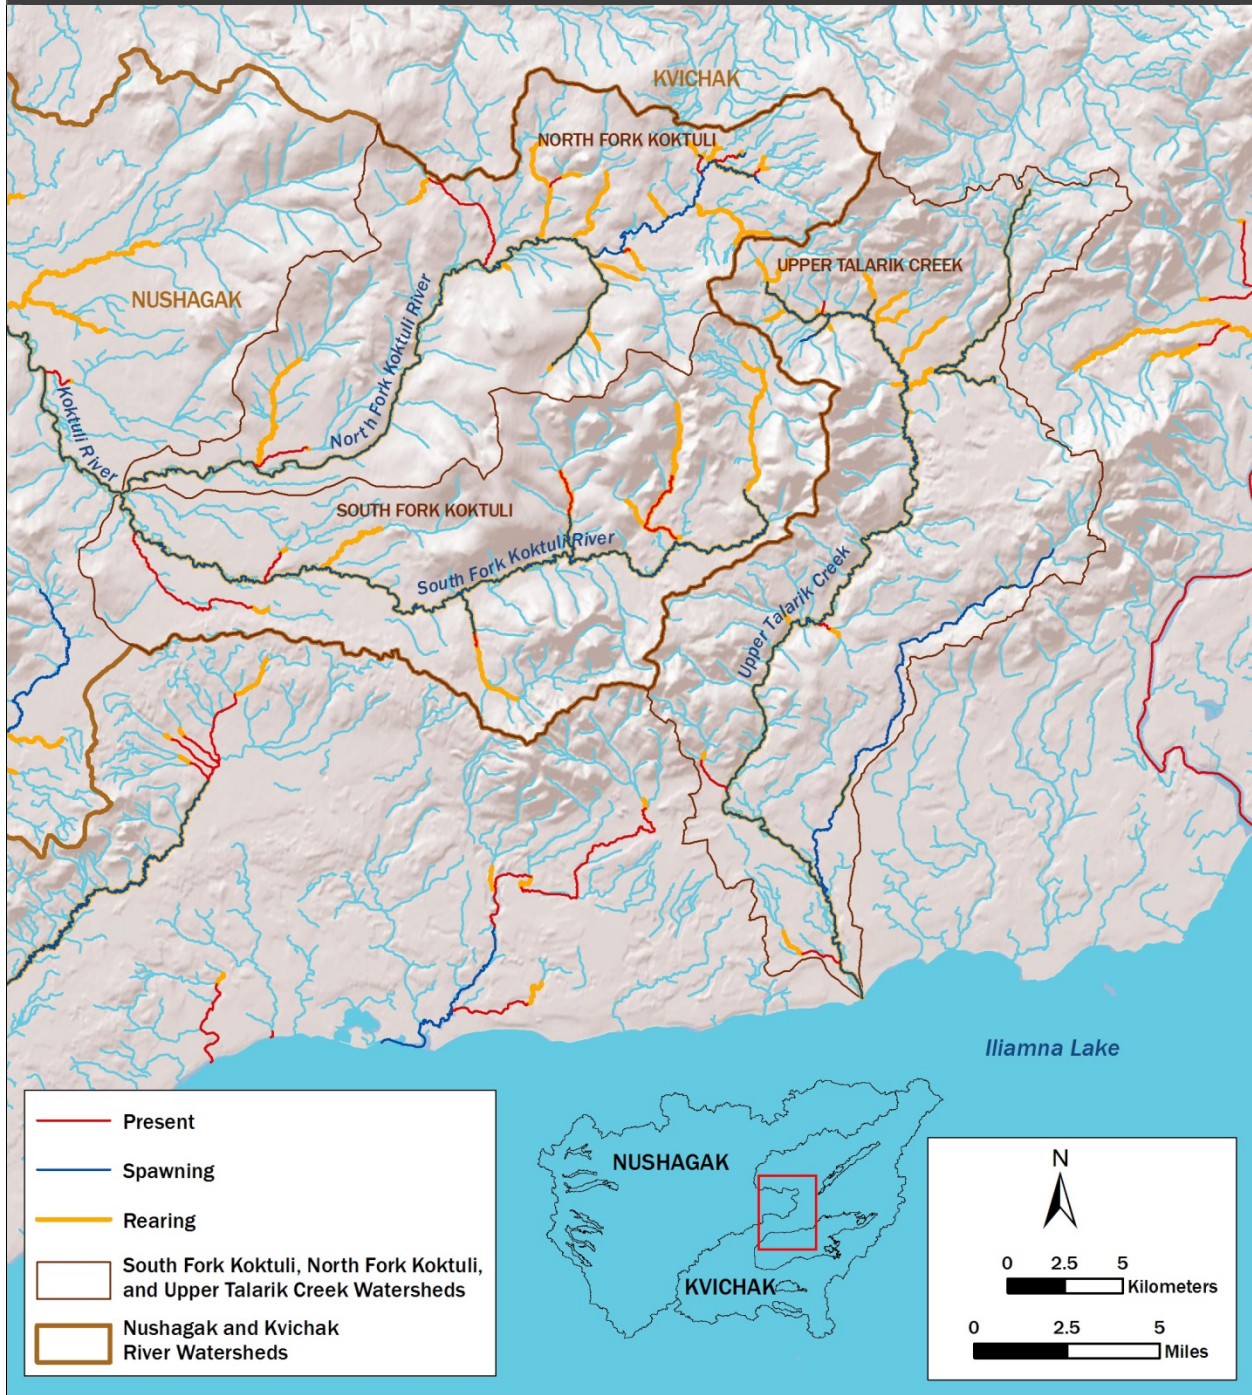 KVICHAK
NORTH FORK KOKTULI
UPPER TALARIK CREEK
NUSHAGAK
North Fork Koktuli River
Koktuli River
SOUTH FORK KOKTULI
South Fork Koktuli River
Upper Talarik Creek
Iliamna Lake
Present
Spawning
Rearing
South Fork Koktuli, North Fork Koktuli,
and Upper Talarik Creek Watersheds
Nushagak and Kvichak
River Watersheds
NUSHAGAK
KVICHAK
N
0 2.5 5
Kilometers
0 2.5 5
Miles